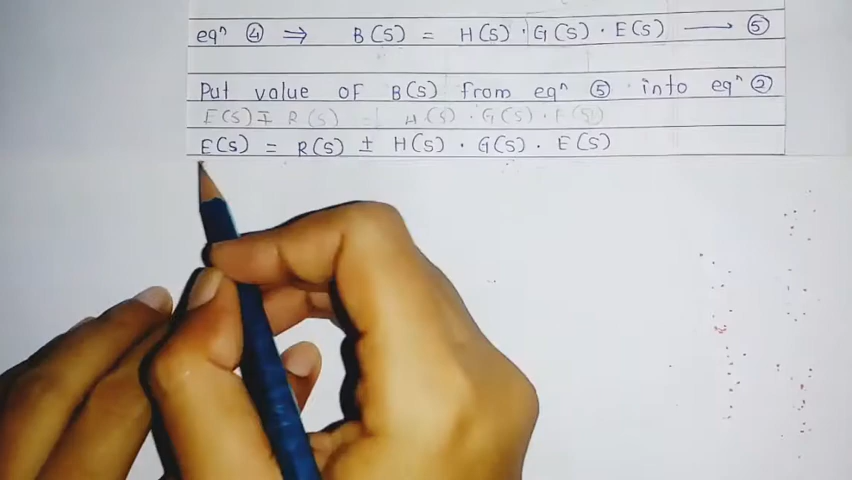 eqⁿ ④ ⇒ B(S) = H(S) · G(S) · E(S) ⟶ ⑤
Put value of B(S) from eqⁿ ⑤ into eqⁿ ②
E(S) ∓ R(S) H(S) · G(S) · E(S)
E(S) = R(S) ± H(S) · G(S) · E(S)